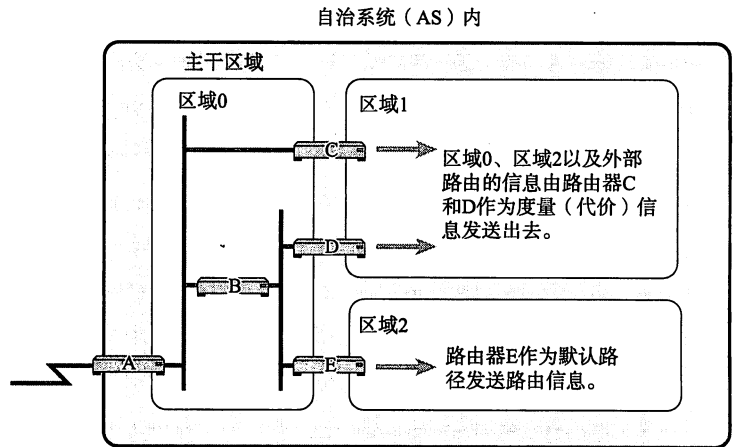 自治系统（AS）内
主干区域
区域0
区域1
C
区域0、区域2以及外部
路由的信息由路由器C
和D作为度量（代价）信
息发送出去。
D
B
区域2
A
E
路由器E作为默认路
径发送路由信息。